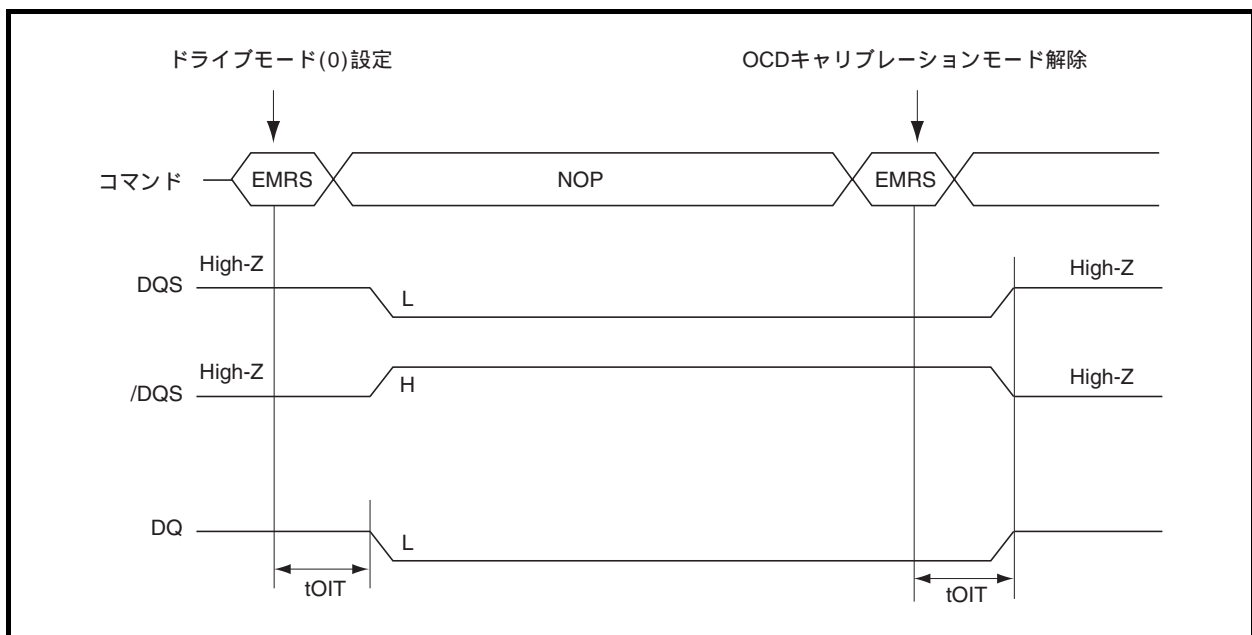 ドライブモード(0)設定
OCDキャリブレーションモード解除
コマンド
EMRS
NOP
EMRS
High-Z
High-Z
DQS
L
High-Z
High-Z
/DQS
H
DQ
L
tOIT
tOIT